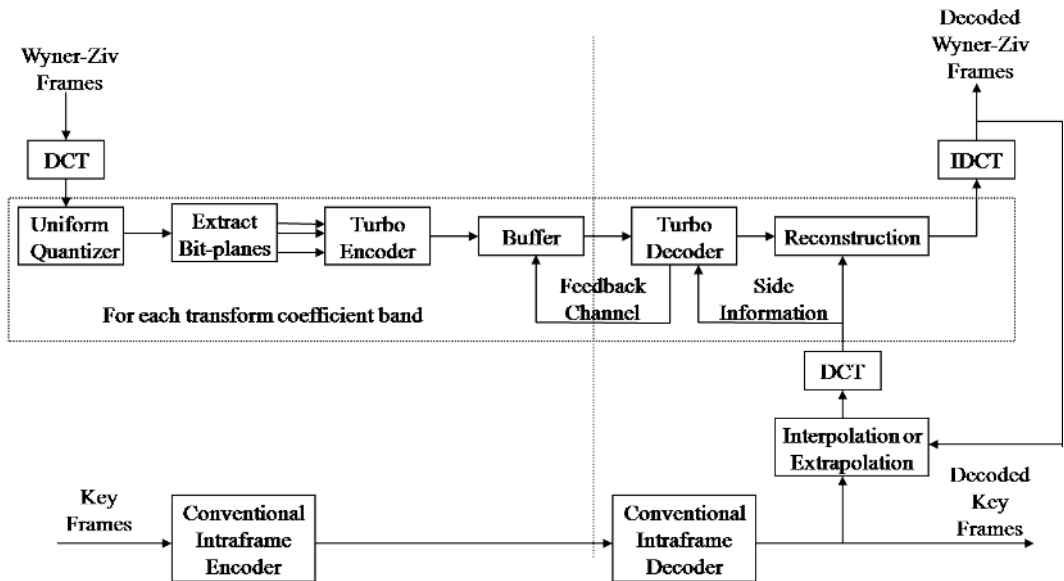 Decoded
Wyner-Ziv
Frames
Wyner-Ziv
Frames
DCT
IDCT
Uniform
Quantizer
Extract
Bit-planes
Turbo
Encoder
Buffer
Turbo
Decoder
Reconstruction
Feedback
Channel
Side
Information
For each transform coefficient band
DCT
Interpolation or
Extrapolation
Key
Frames
Conventional
Intraframe
Encoder
Conventional
Intraframe
Decoder
Decoded
Key
Frames